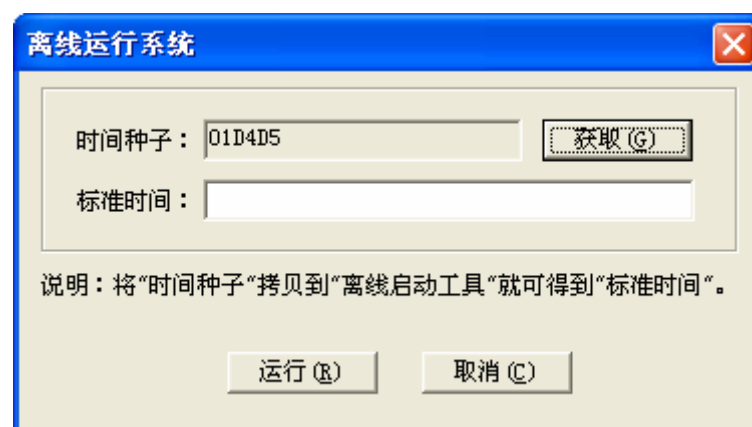 离线运行系统
时间种子： 01D4D5 获取(G)
标准时间：
说明：将"时间种子"拷贝到"离线启动工具"就可得到"标准时间"。
运行(R) 取消(C)